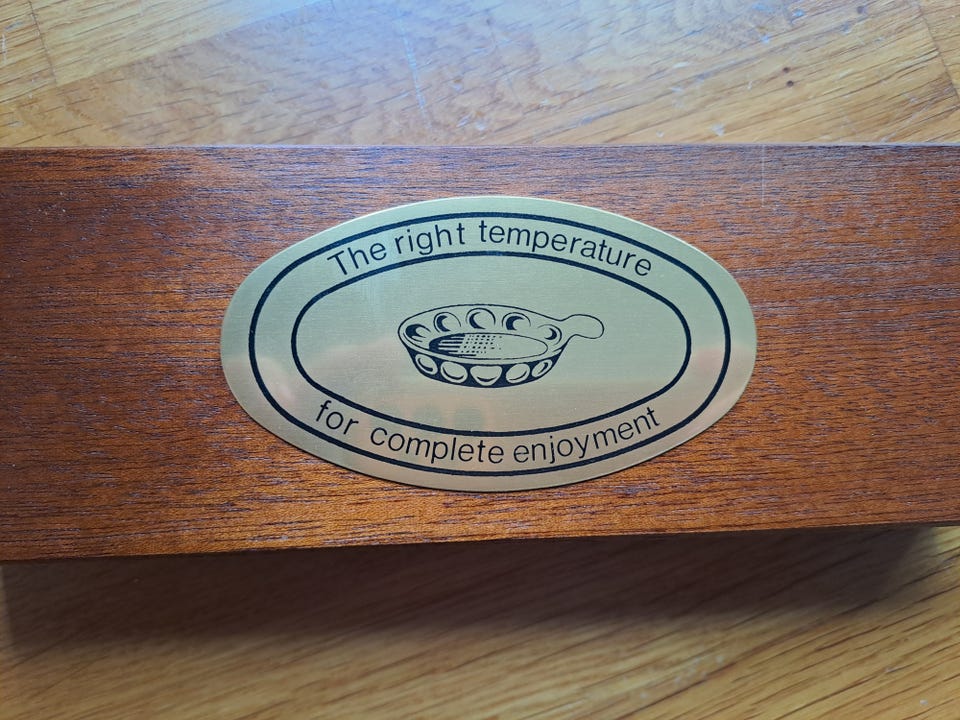 The right temperature
for complete enjoyment